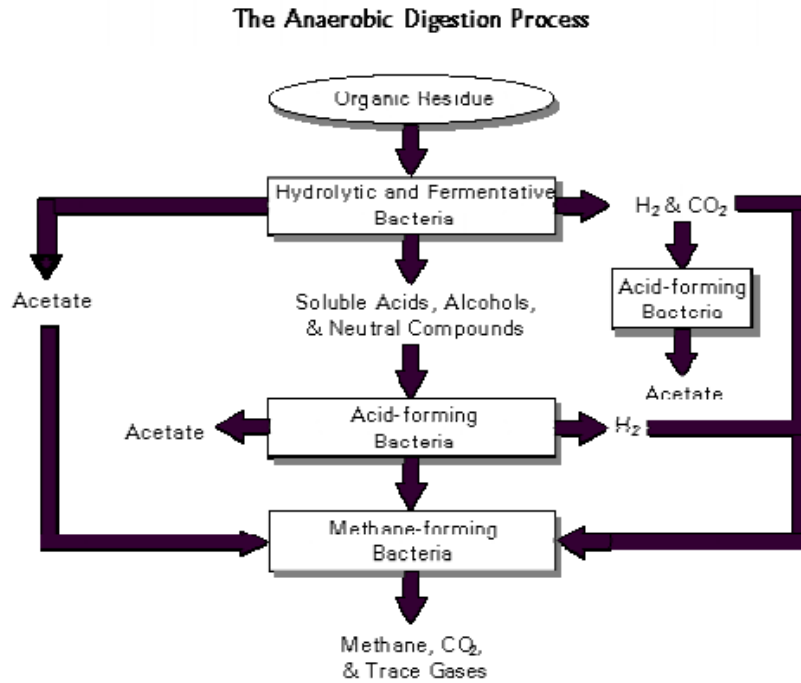 The Anaerobic Digestion Process
Organic Residue
Hydrolytic and Fermentative
Bacteria
H₂ & CO₂
Acetate
Soluble Acids, Alcohols,
& Neutral Compounds
Acid-forming
Bacteria
Acetate
Acetate
Acid-forming
Bacteria
H₂
Methane-forming
Bacteria
Methane, CO₂,
& Trace Gases